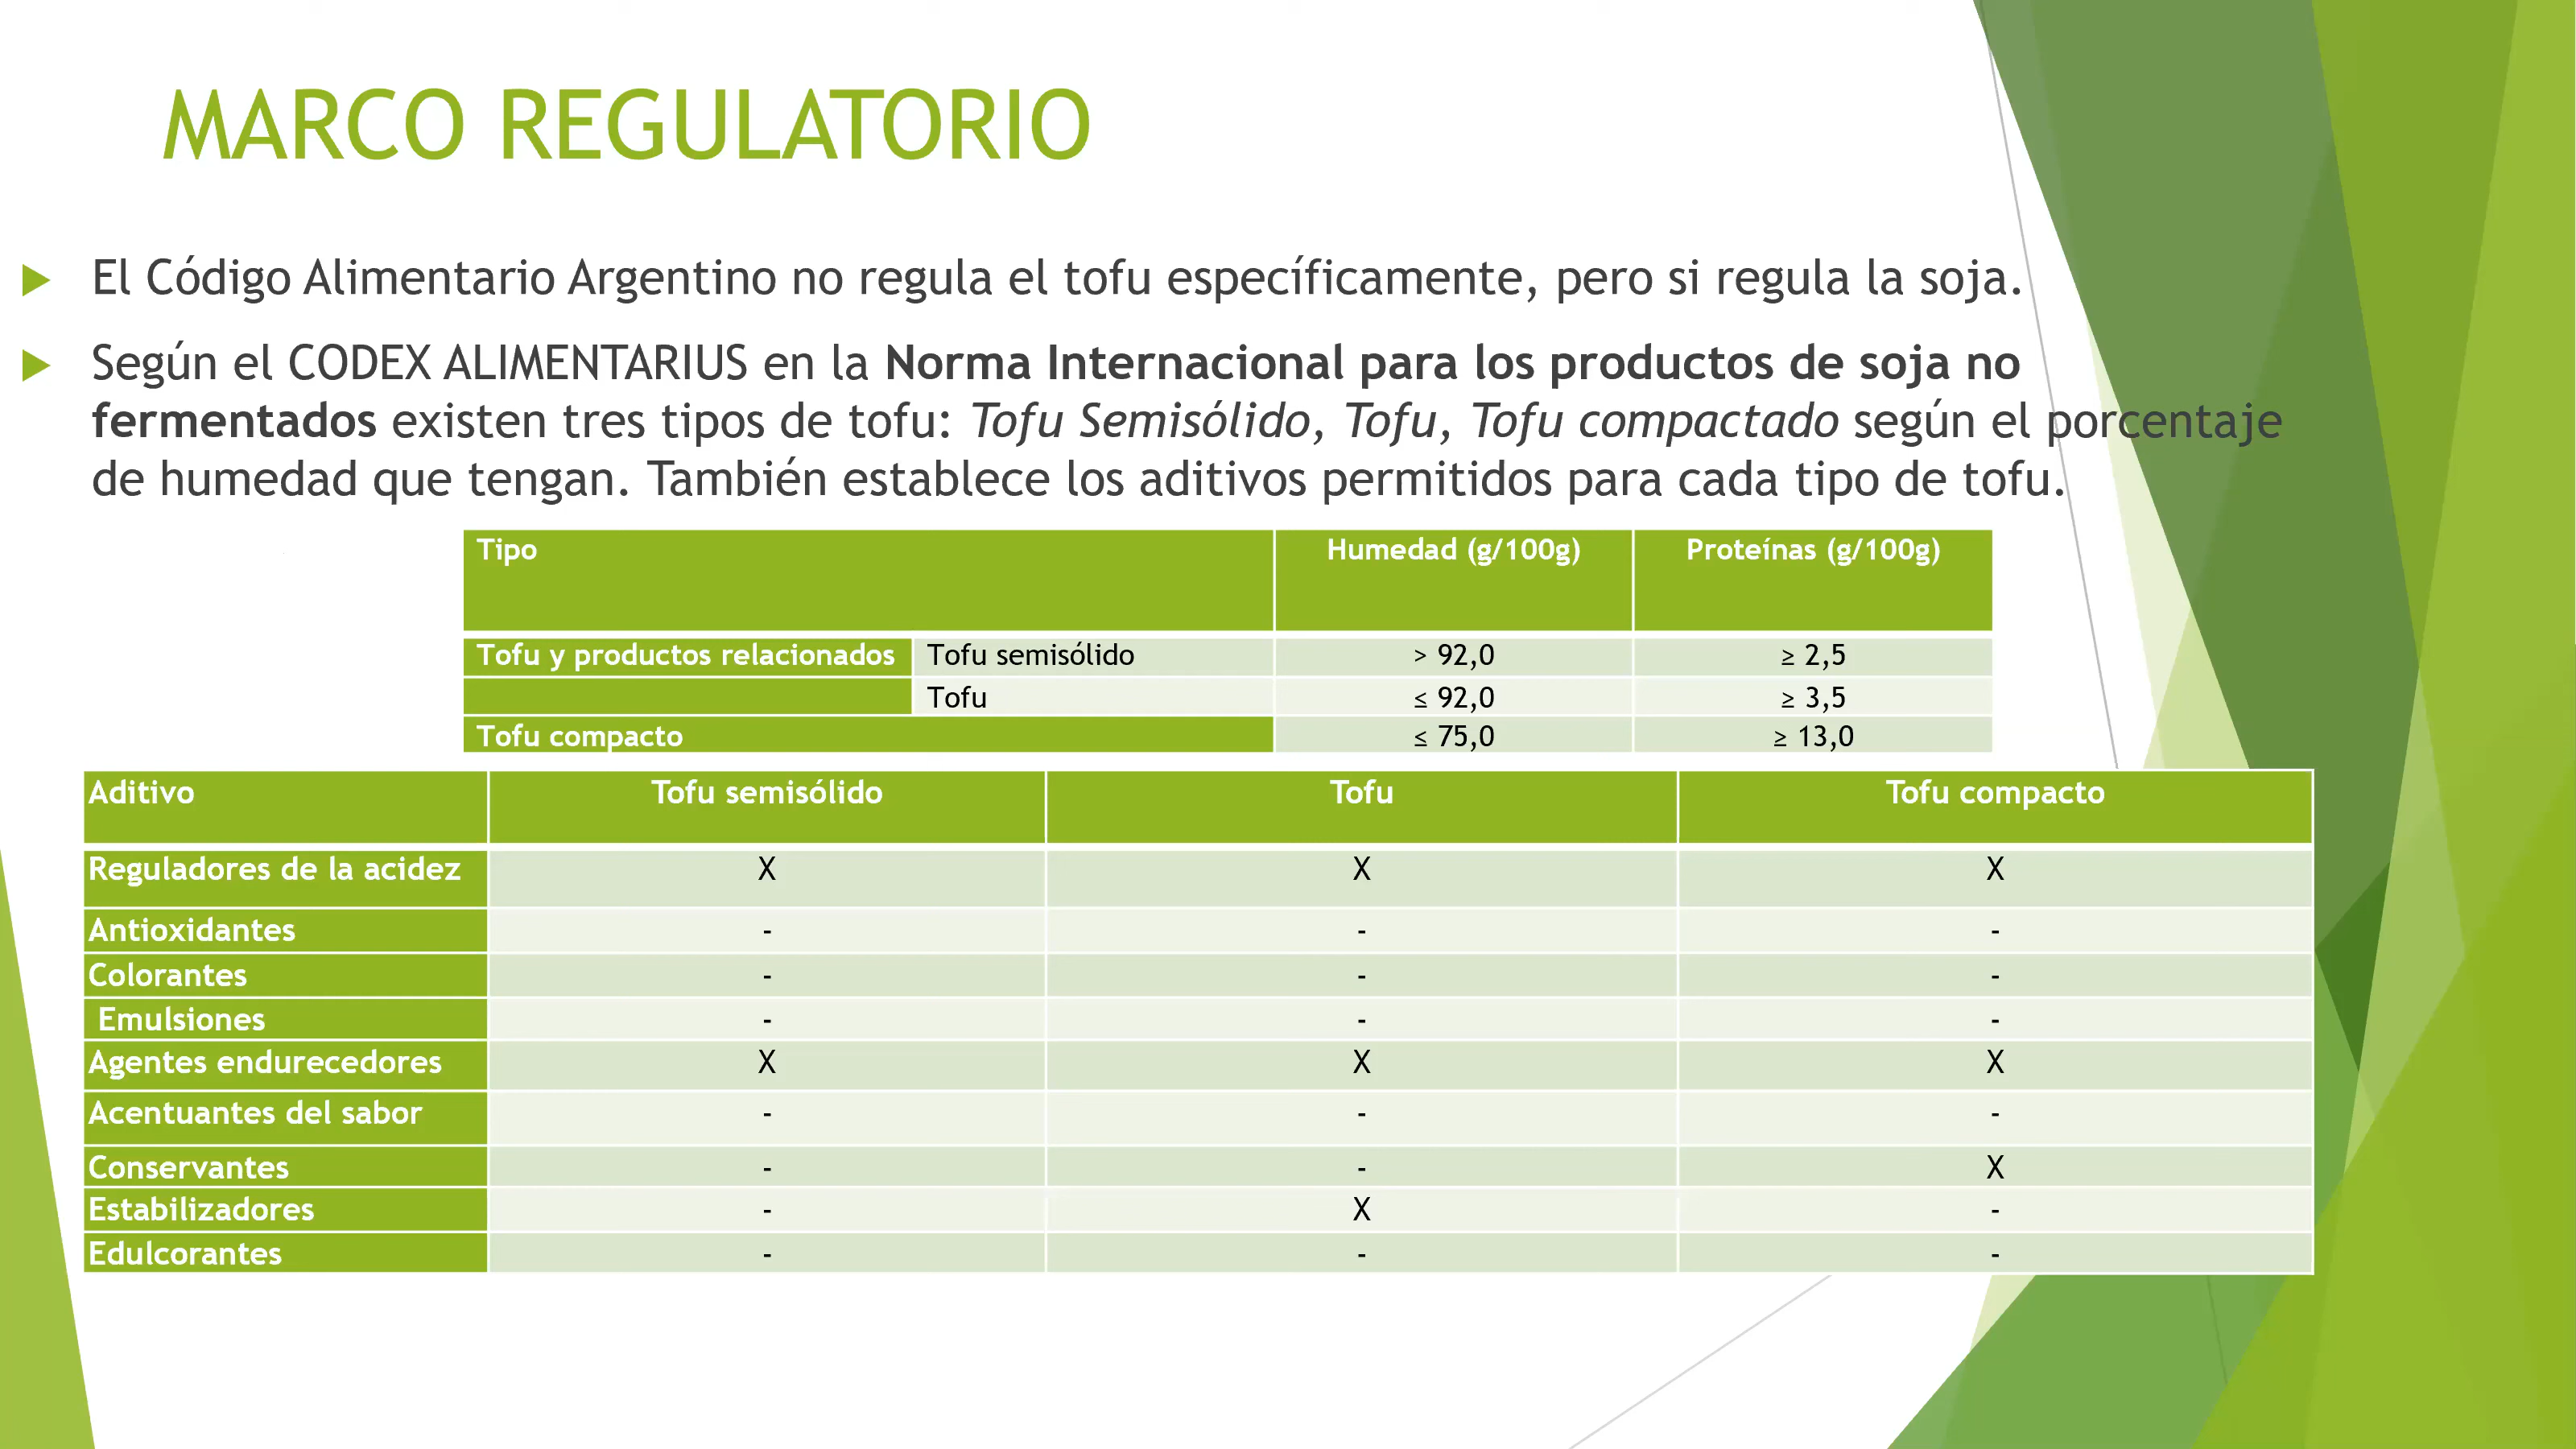 MARCO REGULATORIO
El Código Alimentario Argentino no regula el tofu específicamente, pero si regula la soja.
Según el CODEX ALIMENTARIUS en la Norma Internacional para los productos de soja no
fermentados existen tres tipos de tofu: Tofu Semisólido, Tofu, Tofu compactado según el porcentaje
de humedad que tengan. También establece los aditivos permitidos para cada tipo de tofu.
Tipo Humedad (g/100g) Proteínas (g/100g)
Tofu y productos relacionados Tofu semisólido > 92,0 ≥ 2,5
Tofu ≤ 92,0 ≥ 3,5
Tofu compacto ≤ 75,0 ≥ 13,0
Aditivo Tofu semisólido Tofu Tofu compacto
Reguladores de la acidez X X X
Antioxidantes - - -
Colorantes - - -
Emulsiones - - -
Agentes endurecedores X X X
Acentuantes del sabor - - -
Conservantes - - X
Estabilizadores - X -
Edulcorantes - - -